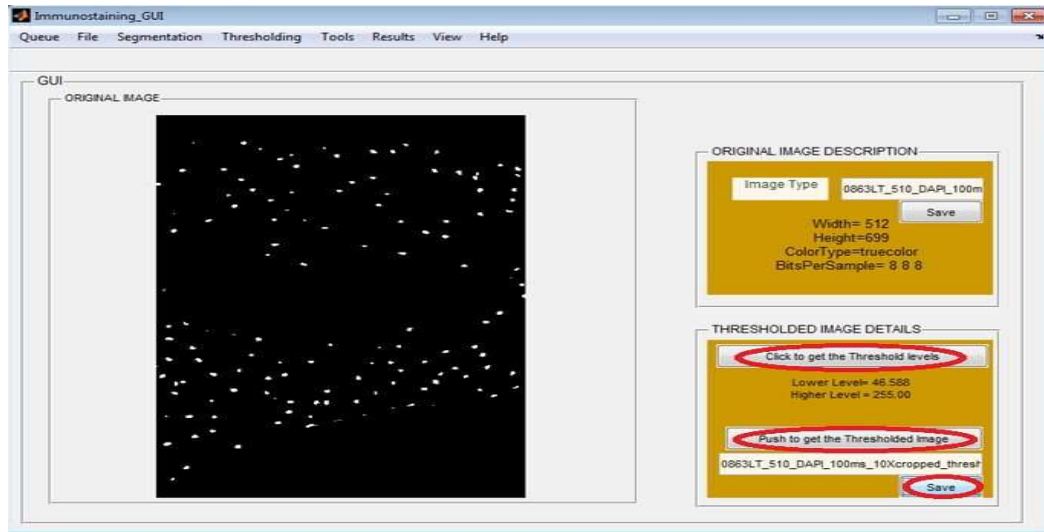 Immunostaining_GUI
Queue File Segmentation Thresholding Tools Results View Help
GUI
ORIGINAL IMAGE
ORIGINAL IMAGE DESCRIPTION
Image Type 0863LT_510_DAPI_100m
Save
Width= 512
Height=699
ColorType=truecolor
BitsPerSample= 8 8 8
THRESHOLDED IMAGE DETAILS
Click to get the Threshold levels
Lower Level= 46.588
Higher Level = 255.00
Push to get the Thresholded Image
0863LT_510_DAPI_100ms_10Xcropped_thresh
Save